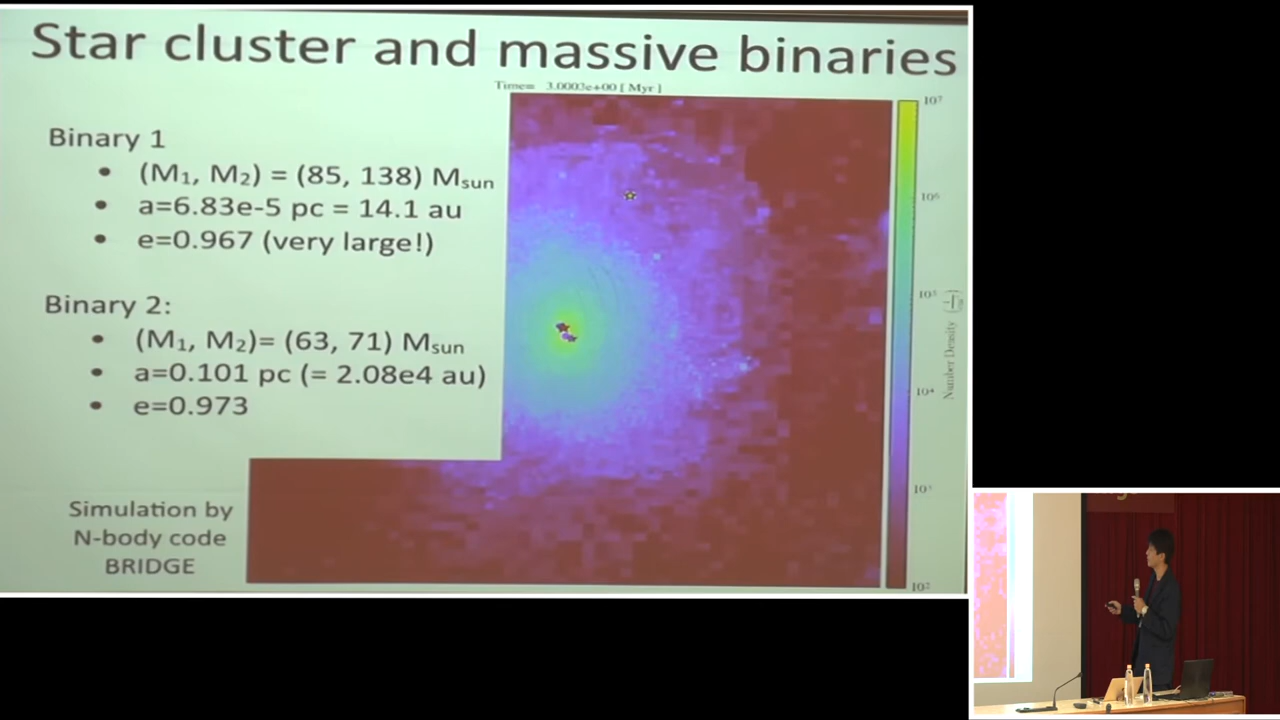 Star cluster and massive binaries
Time= 3.0003e+00 [ Myr ]
Binary 1
• (M₁, M₂) = (85, 138) Msun
• a=6.83e-5 pc = 14.1 au
• e=0.967 (very large!)
Binary 2:
• (M₁, M₂)= (63, 71) Msun
• a=0.101 pc (= 2.08e4 au)
• e=0.973
Simulation by
N-body code
BRIDGE
10⁷
10⁶
10⁵
10⁴
10³
10²
Number Density